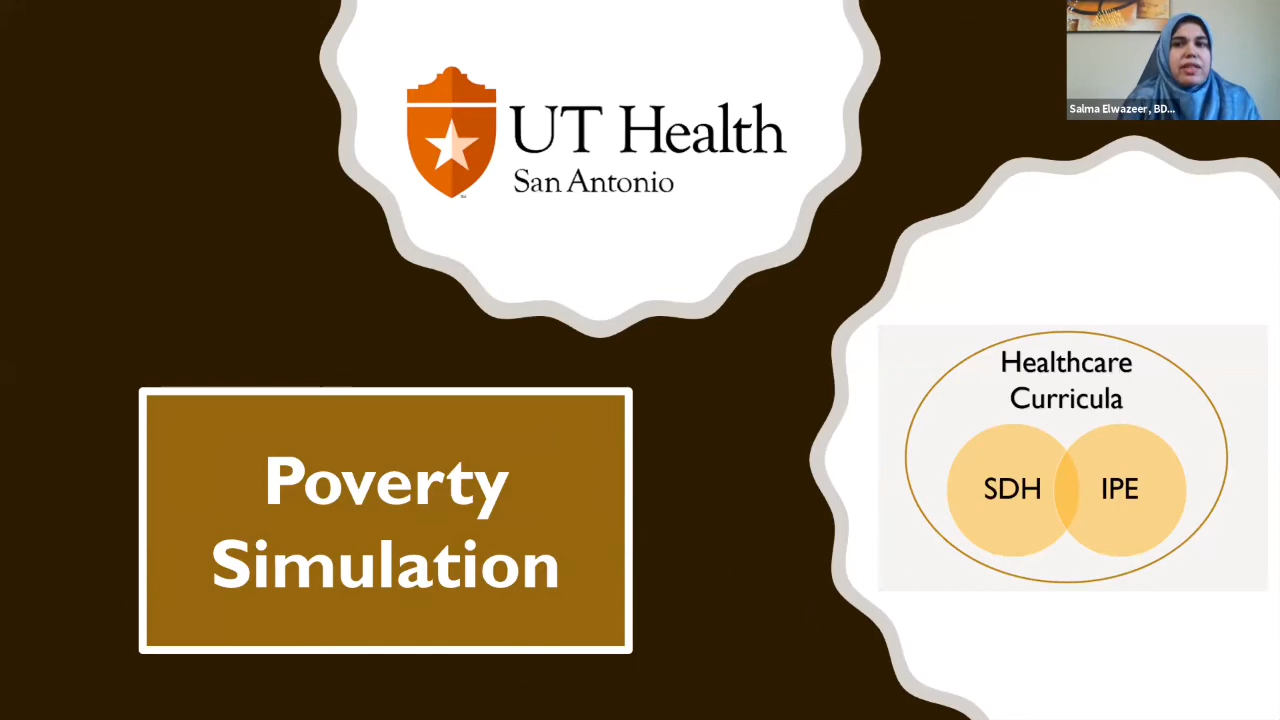 UT Health
San Antonio
Salma Elwazeer, BD...
Healthcare
Curricula
SDH
IPE
Poverty
Simulation